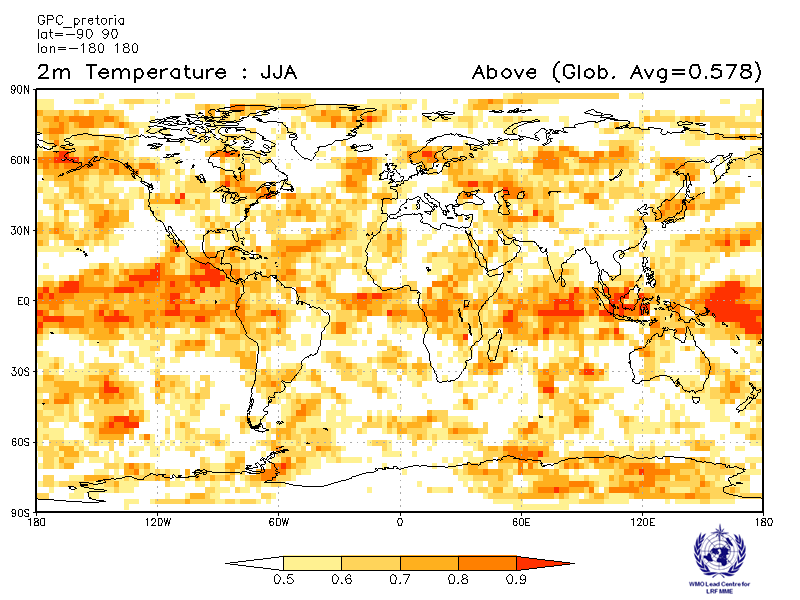 GPC_pretoria
lat=-90 90
lon=-180 180
2m Temperature : JJA Above (Glob. Avg=0.578)
90N
60N
30N
EQ
30S
60S
90S
180 120W 60W 0 60E 120E 180
0.5 0.6 0.7 0.8 0.9
WMO Lead Centre for
LRF MME